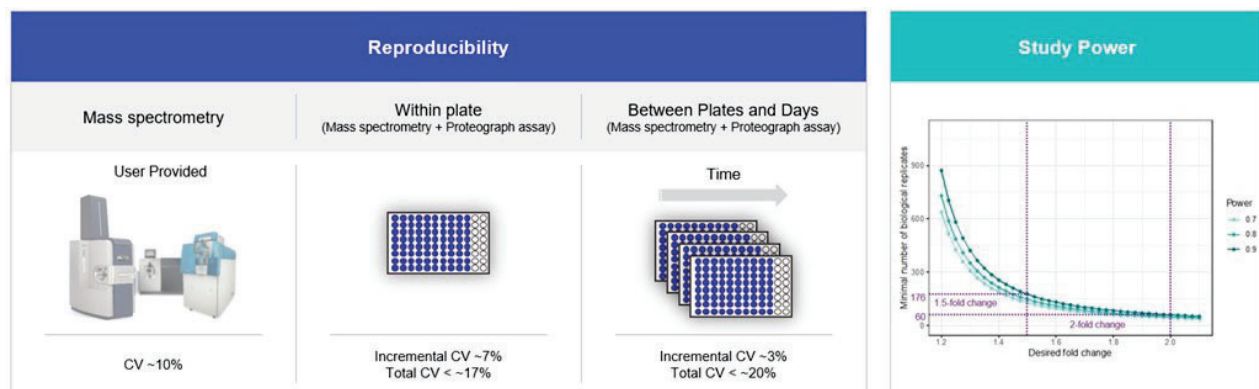 Reproducibility
Mass spectrometry
Within plate
(Mass spectrometry + Proteograph assay)
Between Plates and Days
(Mass spectrometry + Proteograph assay)
User Provided
Time
CV ~10%
Incremental CV ~7%
Total CV < ~17%
Incremental CV ~3%
Total CV < ~20%
Study Power
Minimal number of biological replicates
900
600
300
176
60
0
1.5-fold change
2-fold change
1.2
1.4
1.6
1.8
2.0
Desired fold change
Power
0.7
0.8
0.9